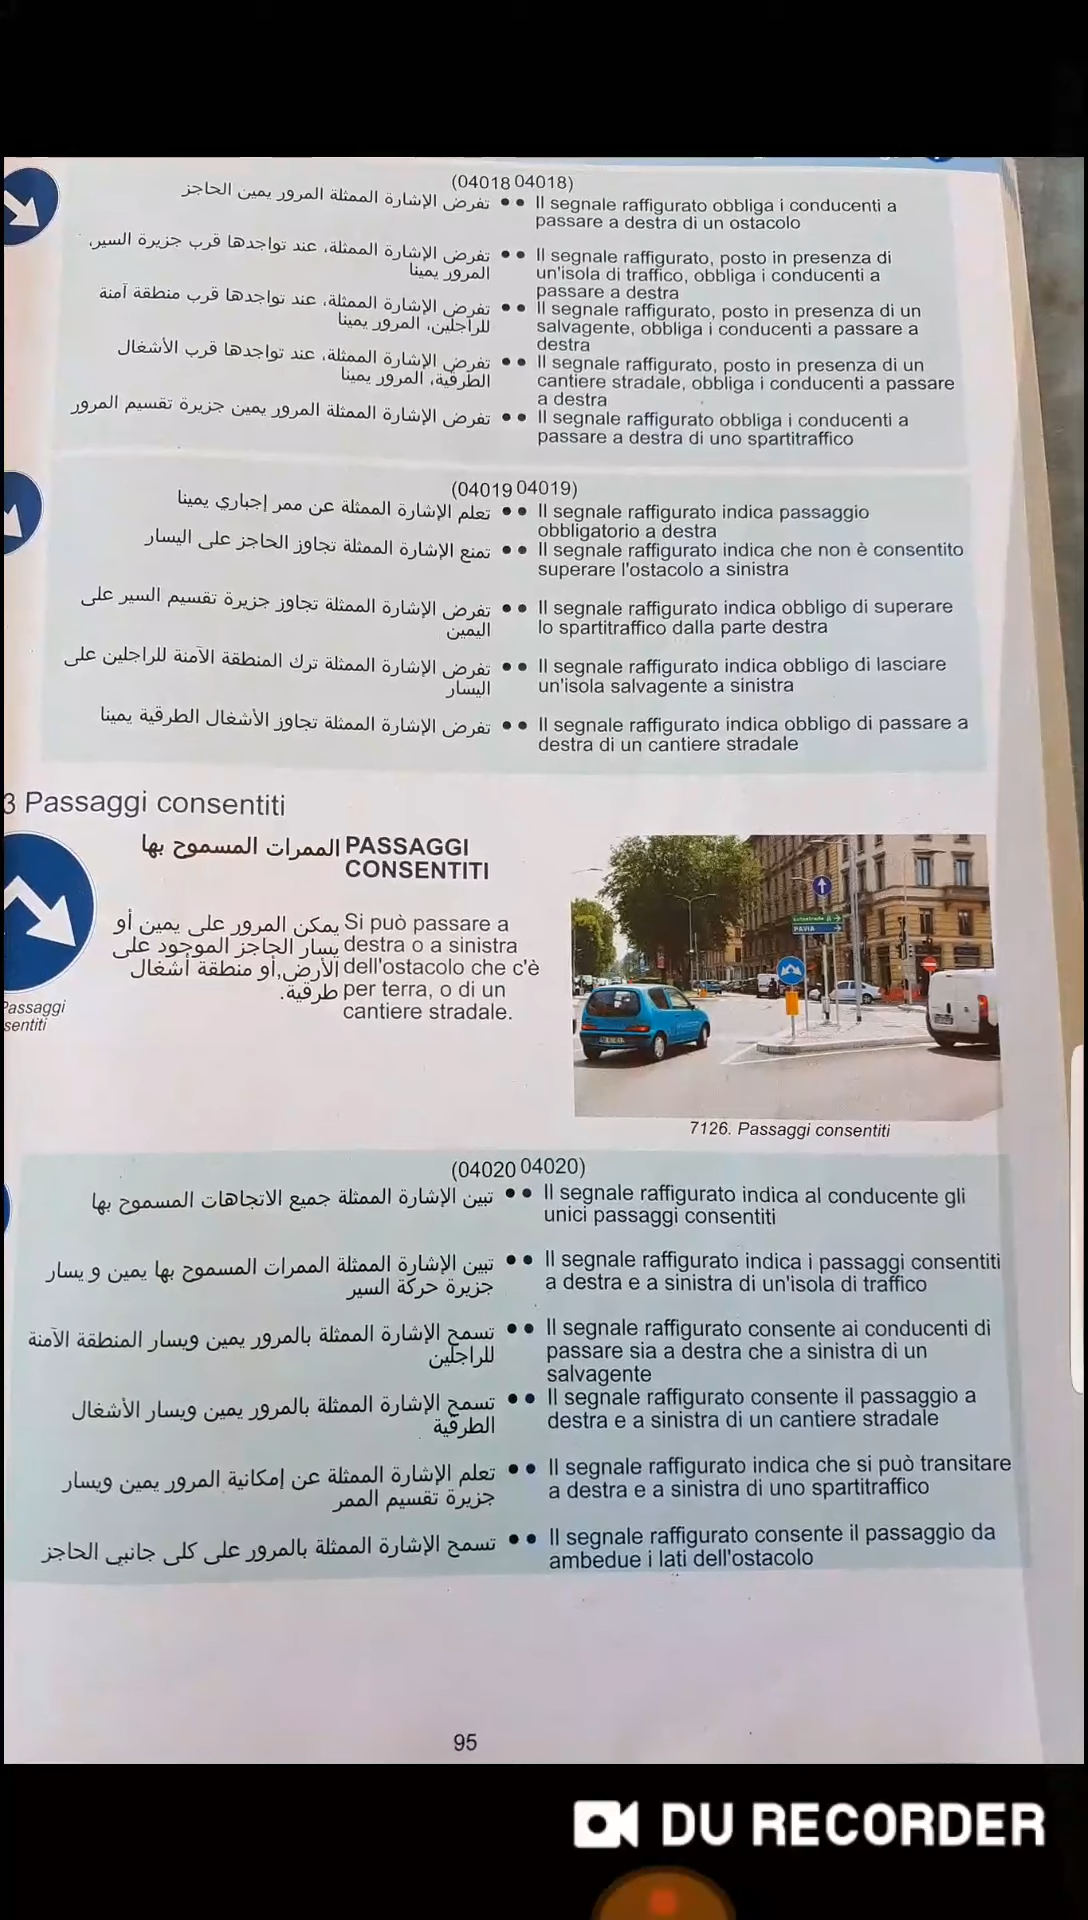 (04018 04018)
تفرض الإشارة الممثلة المرور يمين الحاجز • • Il segnale raffigurato obbliga i conducenti a
passare a destra di un ostacolo
تفرض الإشارة الممثلة، عند تواجدها قرب جزيرة السير، • • Il segnale raffigurato, posto in presenza di
المرور يمينا un'isola di traffico, obbliga i conducenti a
passare a destra
تفرض الإشارة الممثلة، عند تواجدها قرب منطقة آمنة • • Il segnale raffigurato, posto in presenza di un
للراجلين، المرور يمينا salvagente, obbliga i conducenti a passare a
destra
تفرض الإشارة الممثلة، عند تواجدها قرب الأشغال • • Il segnale raffigurato, posto in presenza di un
الطرقية، المرور يمينا cantiere stradale, obbliga i conducenti a passare
a destra
تفرض الإشارة الممثلة المرور يمين جزيرة تقسيم المرور • • Il segnale raffigurato obbliga i conducenti a
passare a destra di uno spartitraffico
(04019 04019)
تعلم الإشارة الممثلة عن ممر إجباري يمينا • • Il segnale raffigurato indica passaggio
obbligatorio a destra
تمنع الإشارة الممثلة تجاوز الحاجز على اليسار • • Il segnale raffigurato indica che non è consentito
superare l'ostacolo a sinistra
تفرض الإشارة الممثلة تجاوز جزيرة تقسيم السير على • • Il segnale raffigurato indica obbligo di superare
اليمين lo spartitraffico dalla parte destra
تفرض الإشارة الممثلة ترك المنطقة الآمنة للراجلين على • • Il segnale raffigurato indica obbligo di lasciare
اليسار un'isola salvagente a sinistra
تفرض الإشارة الممثلة تجاوز الأشغال الطرقية يمينا • • Il segnale raffigurato indica obbligo di passare a
destra di un cantiere stradale
3 Passaggi consentiti
الممرات المسموح بها PASSAGGI
CONSENTITI
يمكن المرور على يمين أو Si può passare a
يسار الحاجز الموجود على destra o a sinistra
الأرض,أو منطقة أشغال dell'ostacolo che c'è
طرقية. per terra, o di un
cantiere stradale.
Passaggi
sentiti
PAVIA
7126. Passaggi consentiti
(04020 04020)
تبين الإشارة الممثلة جميع الاتجاهات المسموح بها • • Il segnale raffigurato indica al conducente gli
unici passaggi consentiti
تبين الإشارة الممثلة الممرات المسموح بها يمين و يسار • • Il segnale raffigurato indica i passaggi consentiti
جزيرة حركة السير a destra e a sinistra di un'isola di traffico
تسمح الإشارة الممثلة بالمرور يمين ويسار المنطقة الآمنة • • Il segnale raffigurato consente ai conducenti di
للراجلين passare sia a destra che a sinistra di un
salvagente
تسمح الإشارة الممثلة بالمرور يمين ويسار الأشغال • • Il segnale raffigurato consente il passaggio a
الطرقية destra e a sinistra di un cantiere stradale
تعلم الإشارة الممثلة عن إمكانية المرور يمين ويسار • • Il segnale raffigurato indica che si può transitare
جزيرة تقسيم الممر a destra e a sinistra di uno spartitraffico
تسمح الإشارة الممثلة بالمرور على كلى جانبي الحاجز • • Il segnale raffigurato consente il passaggio da
ambedue i lati dell'ostacolo
95
DU RECORDER